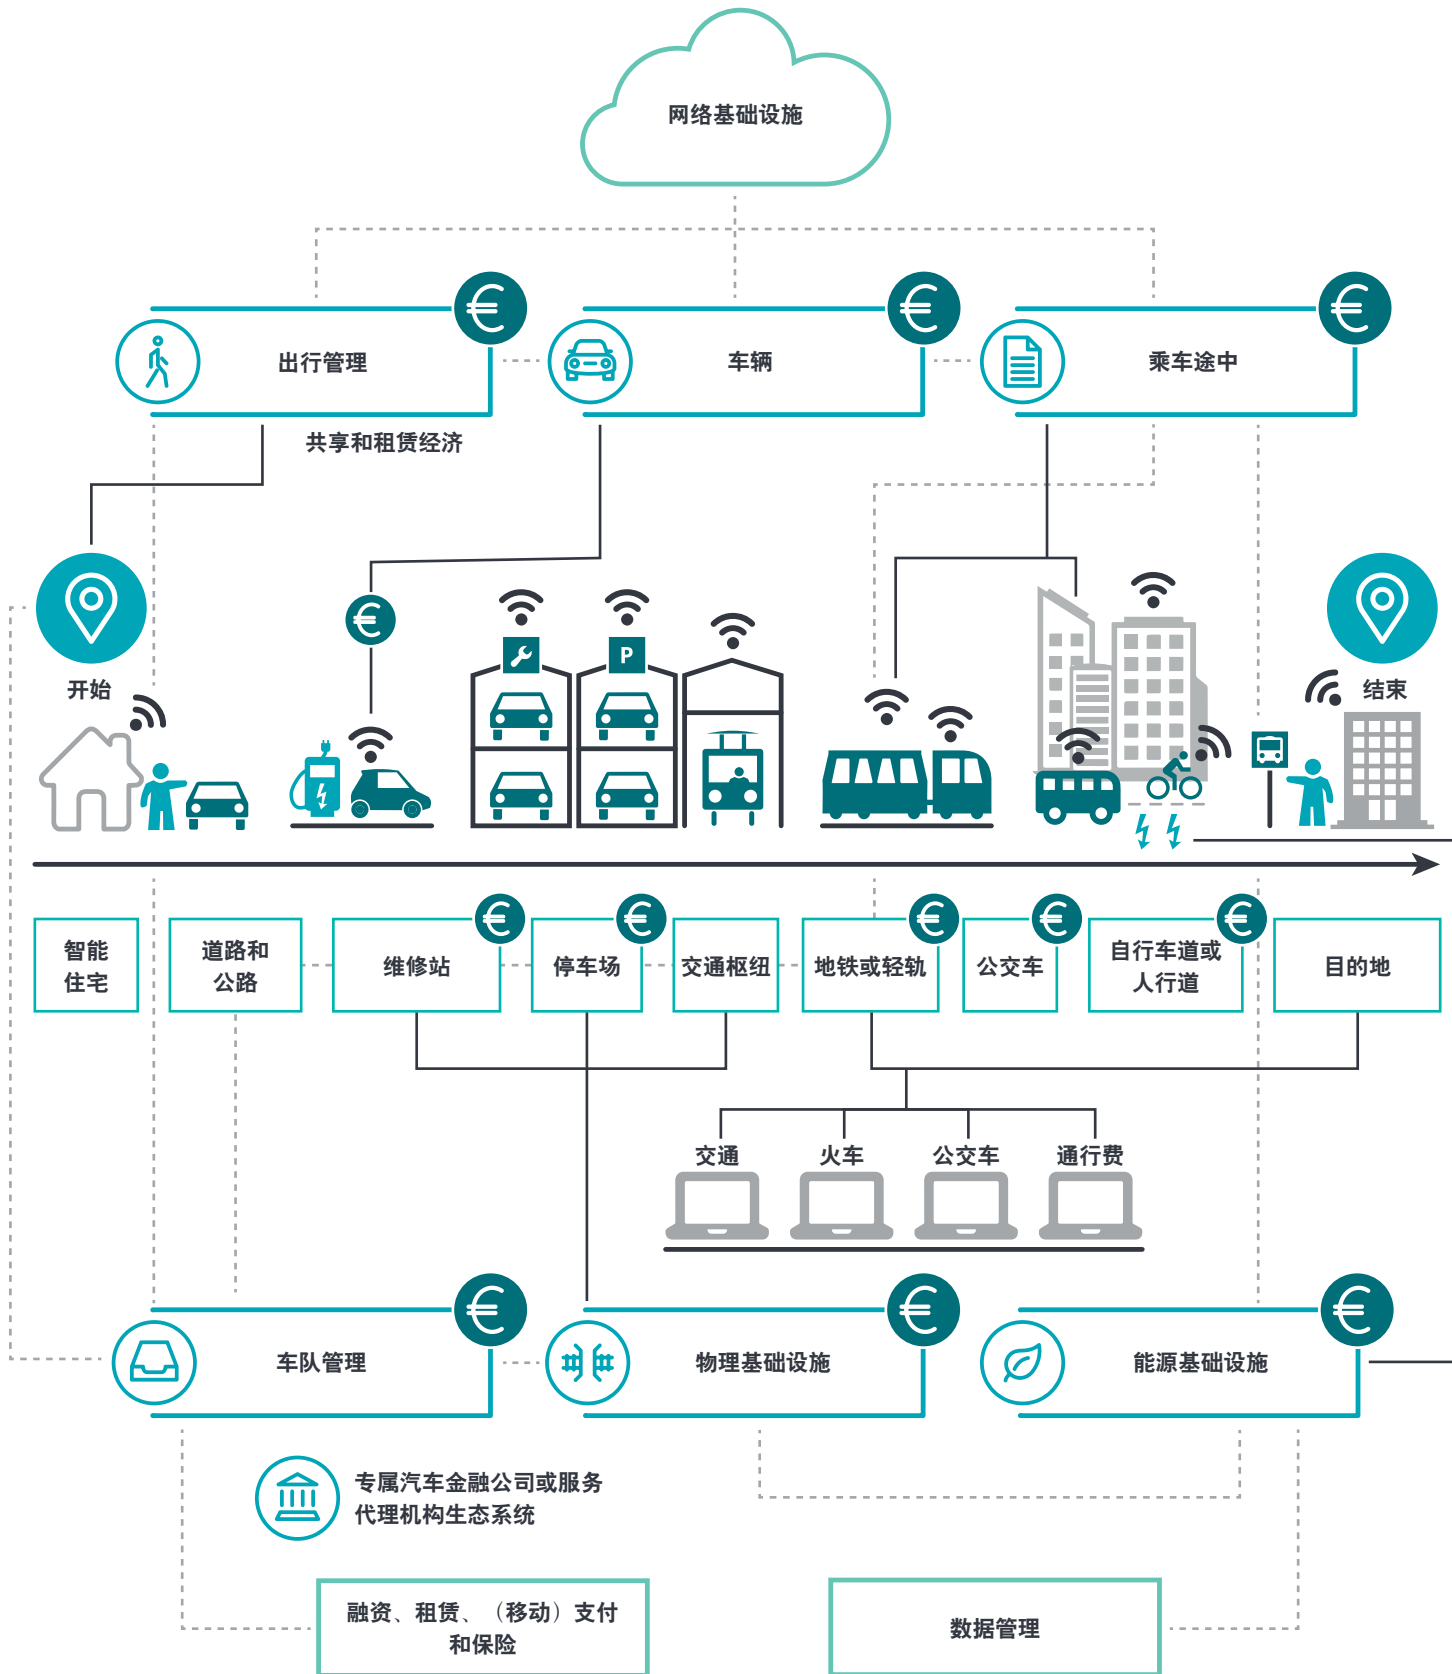 网络基础设施
出行管理
车辆
乘车途中
共享和租赁经济
P
开始
结束
智能
住宅
道路和
公路
维修站
停车场
交通枢纽
地铁或轻轨
公交车
自行车道或
人行道
目的地
交通
火车
公交车
通行费
车队管理
物理基础设施
能源基础设施
专属汽车金融公司或服务
代理机构生态系统
融资、租赁、（移动）支付
和保险
数据管理